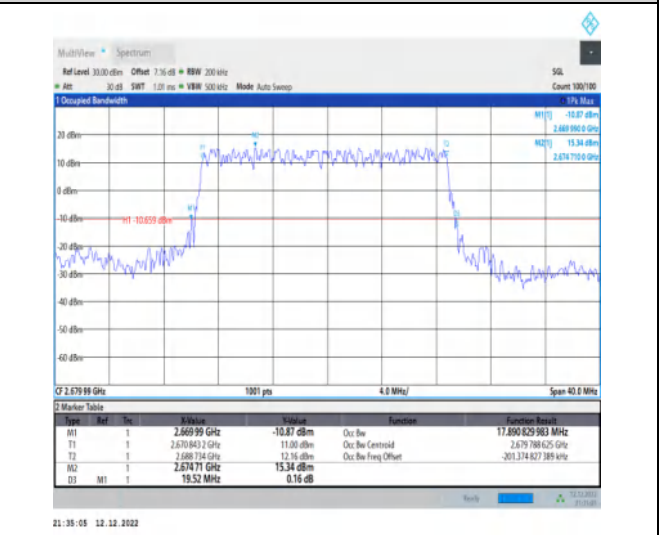 MultiView Spectrum
Ref Level 30.00 dBm Offset 7.16 dB RBW 200 kHz SGL
Att 30 dB SWT 1.01 ms VBW 500 kHz Mode Auto Sweep Count 100/100
1 Occupied Bandwidth 1Pk Max
M1[1] -10.87 dBm
2.669 990 0 GHz
M2[1] 15.34 dBm
2.674 710 0 GHz
20 dBm
M2
T1
T2
10 dBm
0 dBm
M1
-10 dBm
H1 -10.659 dBm
D3
-20 dBm
-30 dBm
-40 dBm
-50 dBm
-60 dBm
CF 2.679 99 GHz 1001 pts 4.0 MHz/ Span 40.0 MHz
2 Marker Table
Type Ref Trc X-Value Y-Value Function Function Result
M1 1 2.669 99 GHz -10.87 dBm Occ Bw 17.890 829 983 MHz
T1 1 2.670 843 2 GHz 11.00 dBm Occ Bw Centroid 2.679 788 625 GHz
T2 1 2.688 734 GHz 12.16 dBm Occ Bw Freq Offset -201.374 827 389 kHz
M2 1 2.674 71 GHz 15.34 dBm
D3 M1 1 19.52 MHz 0.16 dB
Ready 12.12.2022
21:35:05 12.12.2022